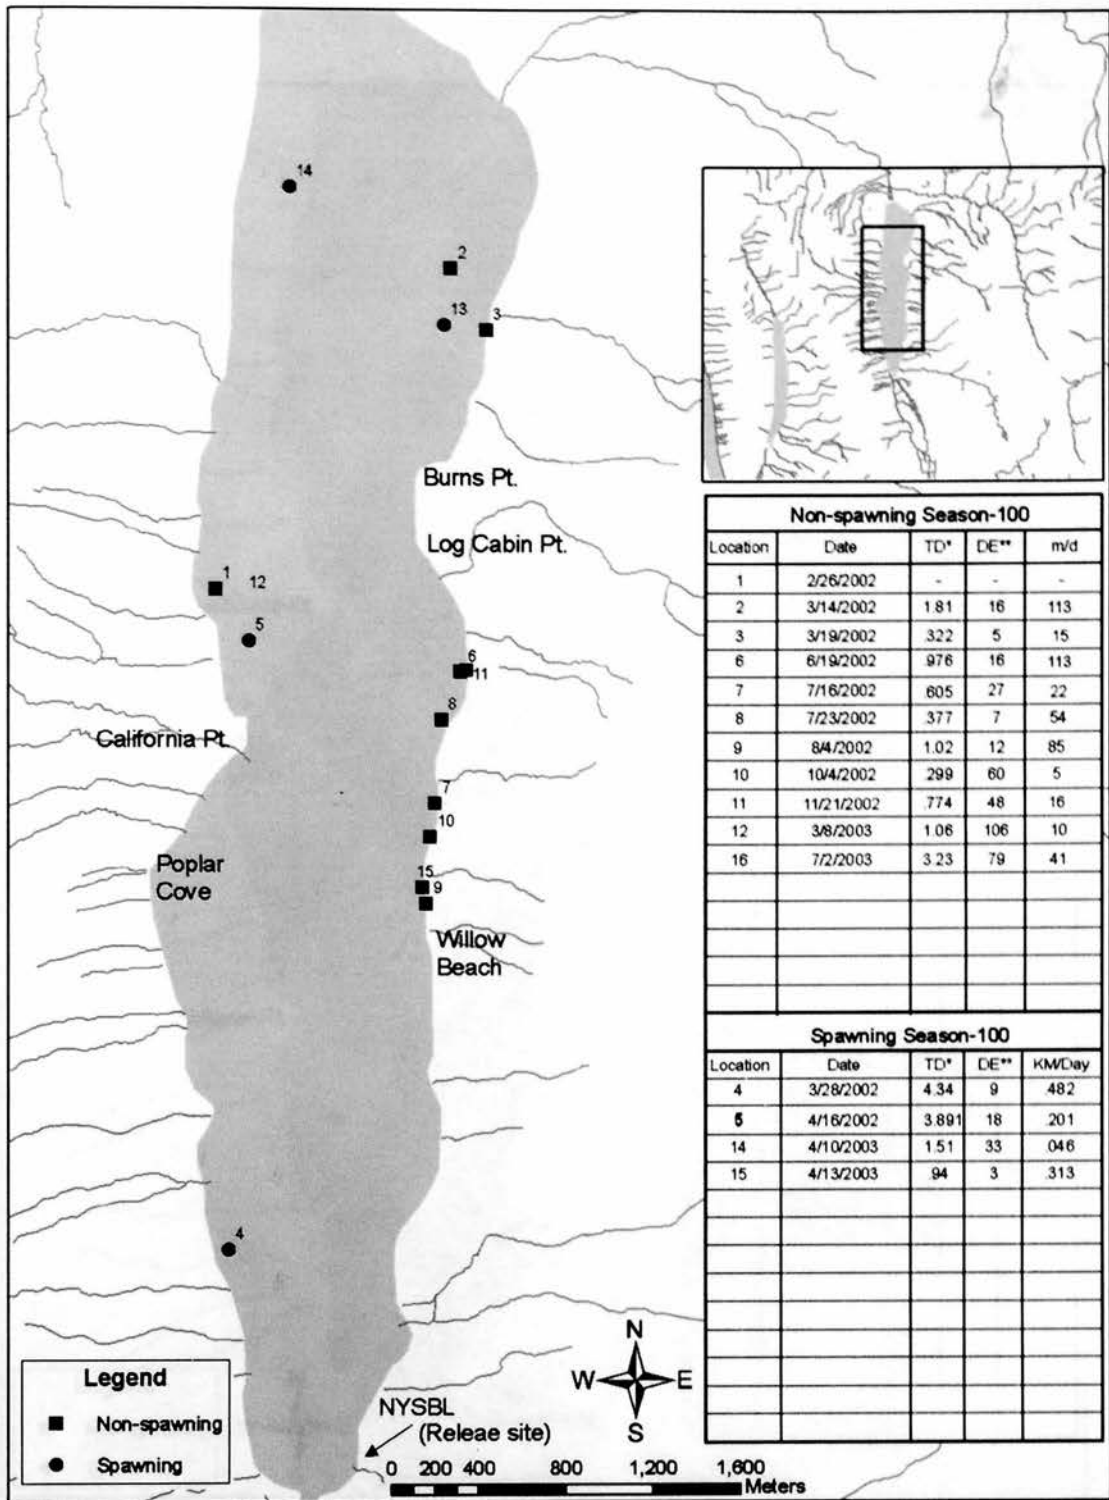 14
2
13
3
Burns Pt.
Log Cabin Pt.
1
12
5
6
11
8
California Pt.
7
10
Poplar
Cove
15
9
Willow
Beach
4
N
W
E
S
NYSBL
(Releae site)
Legend
Non-spawning
Spawning
0 200 400 800 1,200 1,600
Meters
Non-spawning Season-100
Location Date TD* DE** m/d
1 2/26/2002 - - -
2 3/14/2002 1.81 16 113
3 3/19/2002 .322 5 15
6 6/19/2002 .976 16 113
7 7/16/2002 .605 27 22
8 7/23/2002 .377 7 54
9 8/4/2002 1.02 12 85
10 10/4/2002 .299 60 5
11 11/21/2002 .774 48 16
12 3/8/2003 1.06 106 10
16 7/2/2003 3.23 79 41
Spawning Season-100
Location Date TD* DE** KM/Day
4 3/28/2002 4.34 9 .482
5 4/16/2002 3.891 18 .201
14 4/10/2003 1.51 33 .046
15 4/13/2003 .94 3 .313